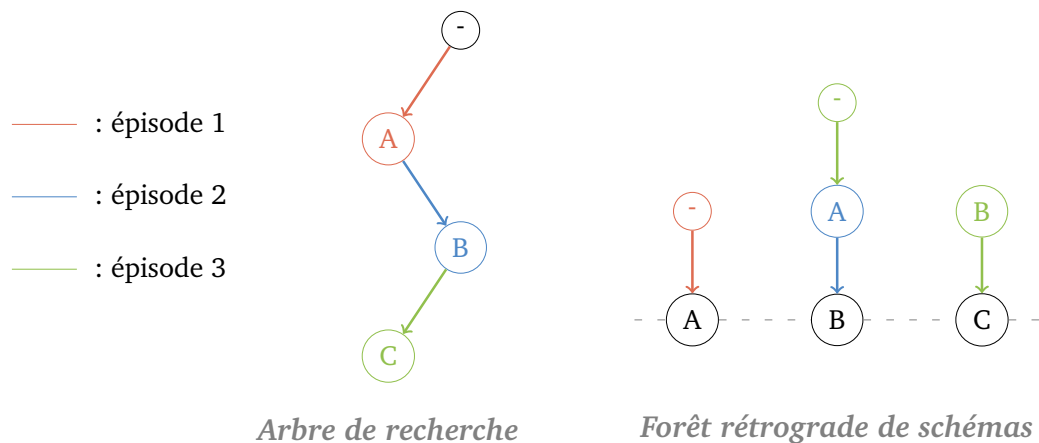 -
: épisode 1
: épisode 2
: épisode 3
A
B
C
Arbre de recherche
-
-
A
B
A
B
C
Forêt rétrograde de schémas